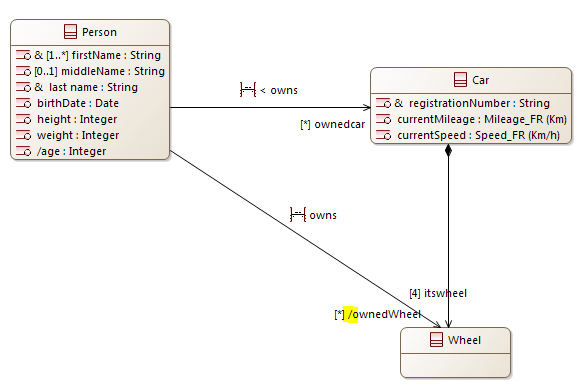 Person
& [1..*] firstName : String
[0..1] middleName : String
& last name : String
birthDate : Date
height : Integer
weight : Integer
/age : Integer
< owns
[*] ownedcar
Car
& registrationNumber : String
currentMileage : Mileage_FR (Km)
currentSpeed : Speed_FR (Km/h)
owns
[4] itswheel
[*] /ownedWheel
Wheel